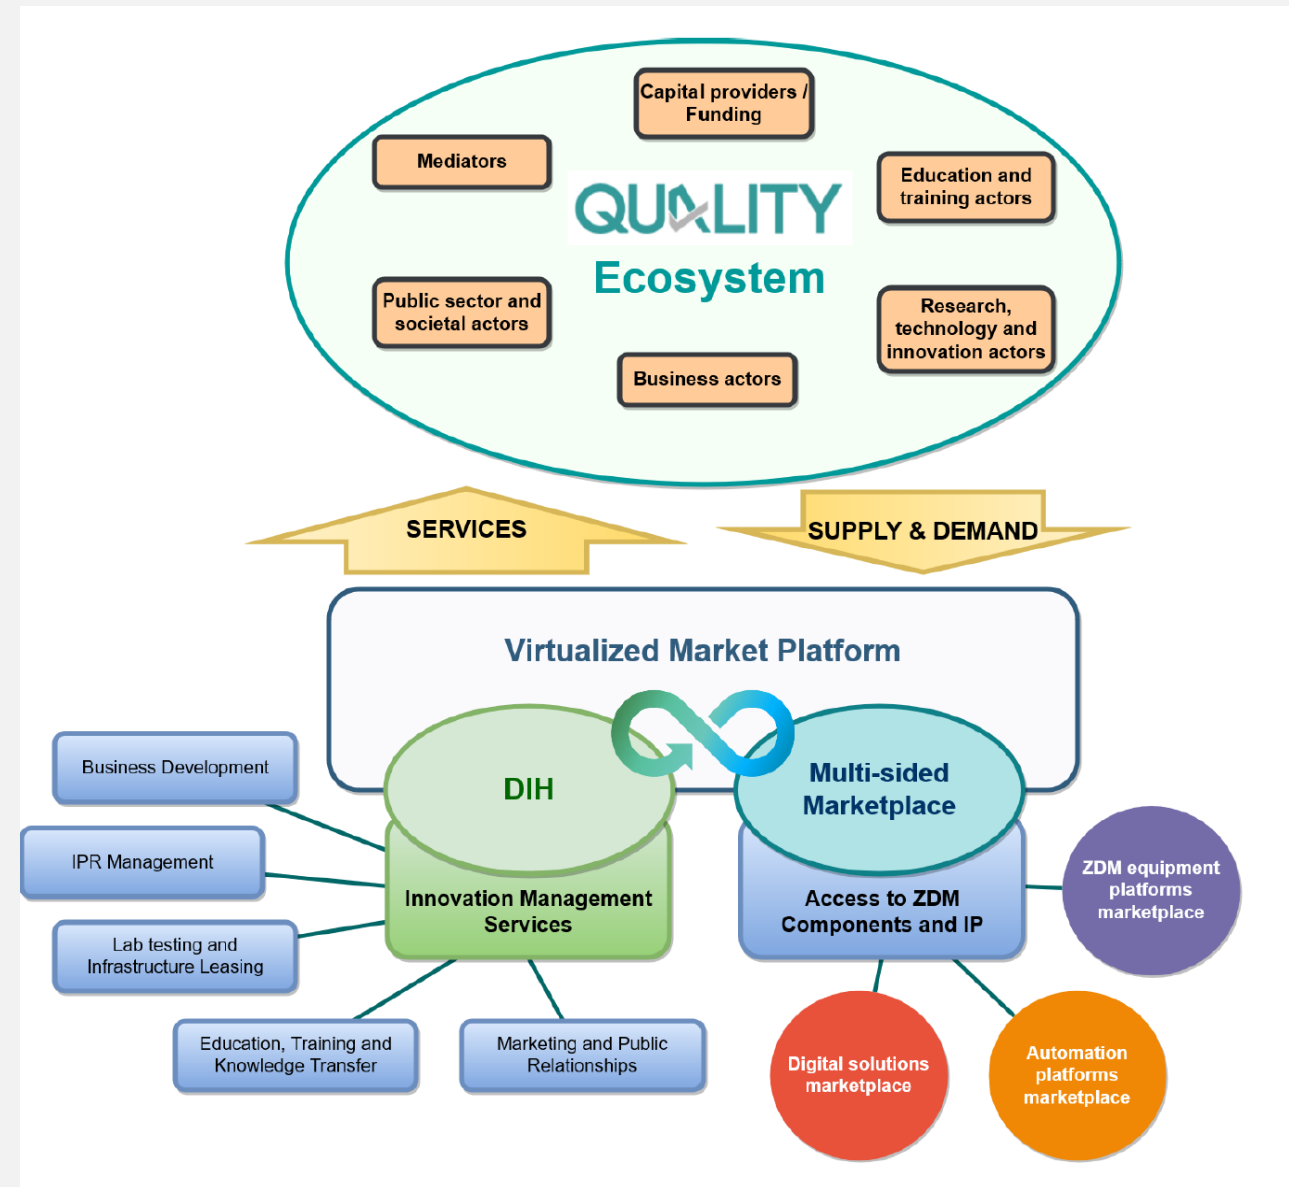 Capital providers /
Funding
Mediators
Education and
training actors
QUALITY
Ecosystem
Public sector and
societal actors
Research,
technology and
innovation actors
Business actors
SERVICES
SUPPLY & DEMAND
Virtualized Market Platform
DIH
Multi-sided
Marketplace
Business Development
IPR Management
Lab testing and
Infrastructure Leasing
Education, Training and
Knowledge Transfer
Marketing and Public
Relationships
Innovation Management
Services
Access to ZDM
Components and IP
ZDM equipment
platforms
marketplace
Digital solutions
marketplace
Automation
platforms
marketplace